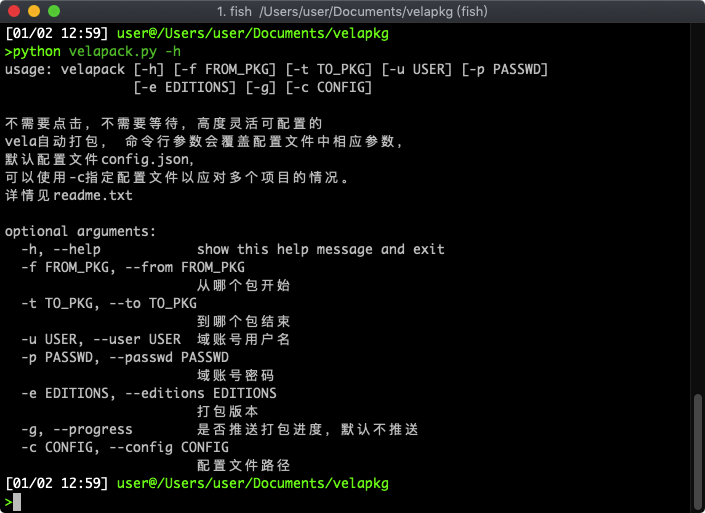 1. fish  /Users/user/Documents/velapkg (fish)
[01/02 12:59] user@/Users/user/Documents/velapkg
>python velapack.py -h
usage: velapack [-h] [-f FROM_PKG] [-t TO_PKG] [-u USER] [-p PASSWD]
                [-e EDITIONS] [-g] [-c CONFIG]

不需要点击，不需要等待，高度灵活可配置的
vela自动打包， 命令行参数会覆盖配置文件中相应参数，
默认配置文件config.json,
可以使用-c指定配置文件以应对多个项目的情况。
详情见readme.txt

optional arguments:
  -h, --help            show this help message and exit
  -f FROM_PKG, --from FROM_PKG
                        从哪个包开始
  -t TO_PKG, --to TO_PKG
                        到哪个包结束
  -u USER, --user USER  域账号用户名
  -p PASSWD, --passwd PASSWD
                        域账号密码
  -e EDITIONS, --editions EDITIONS
                        打包版本
  -g, --progress        是否推送打包进度，默认不推送
  -c CONFIG, --config CONFIG
                        配置文件路径
[01/02 12:59] user@/Users/user/Documents/velapkg
>